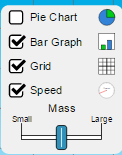 Pie Chart
Bar Graph
Grid
Speed
Mass
Small Large